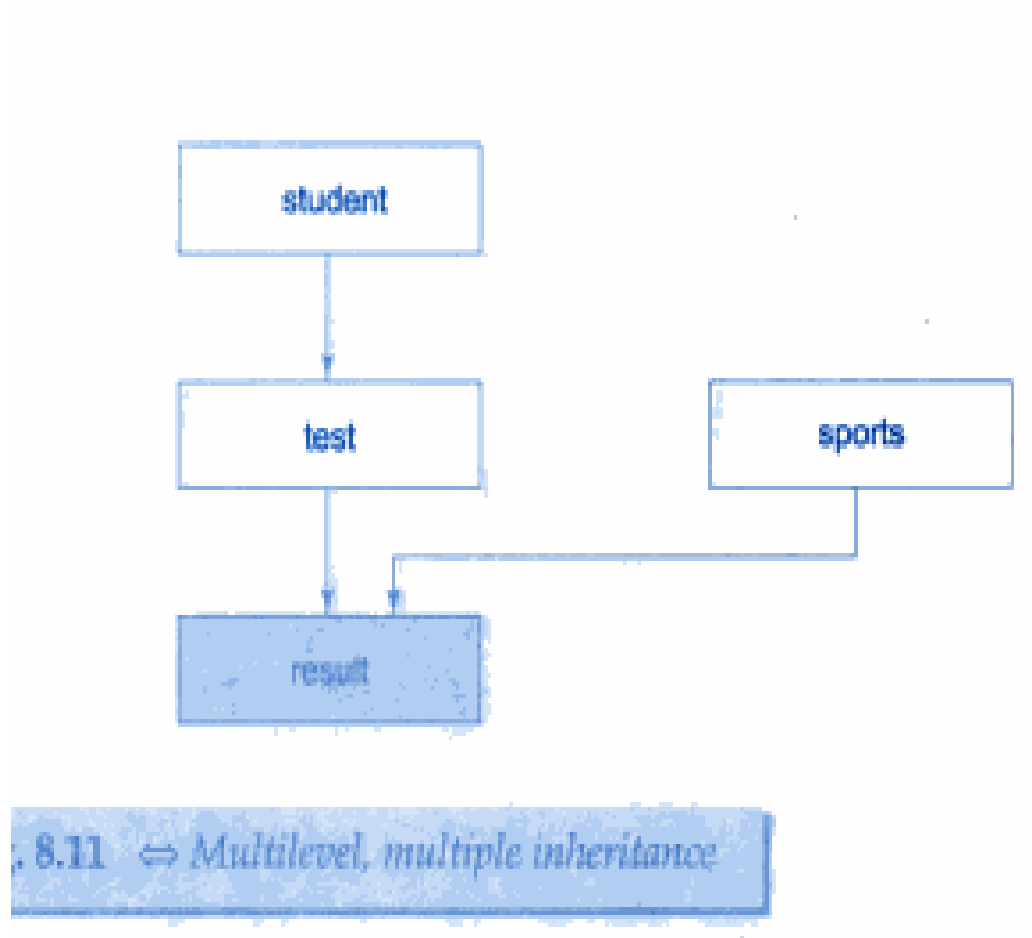 student
test
sports
result
. 8.11 ⇔ Multilevel, multiple inheritance